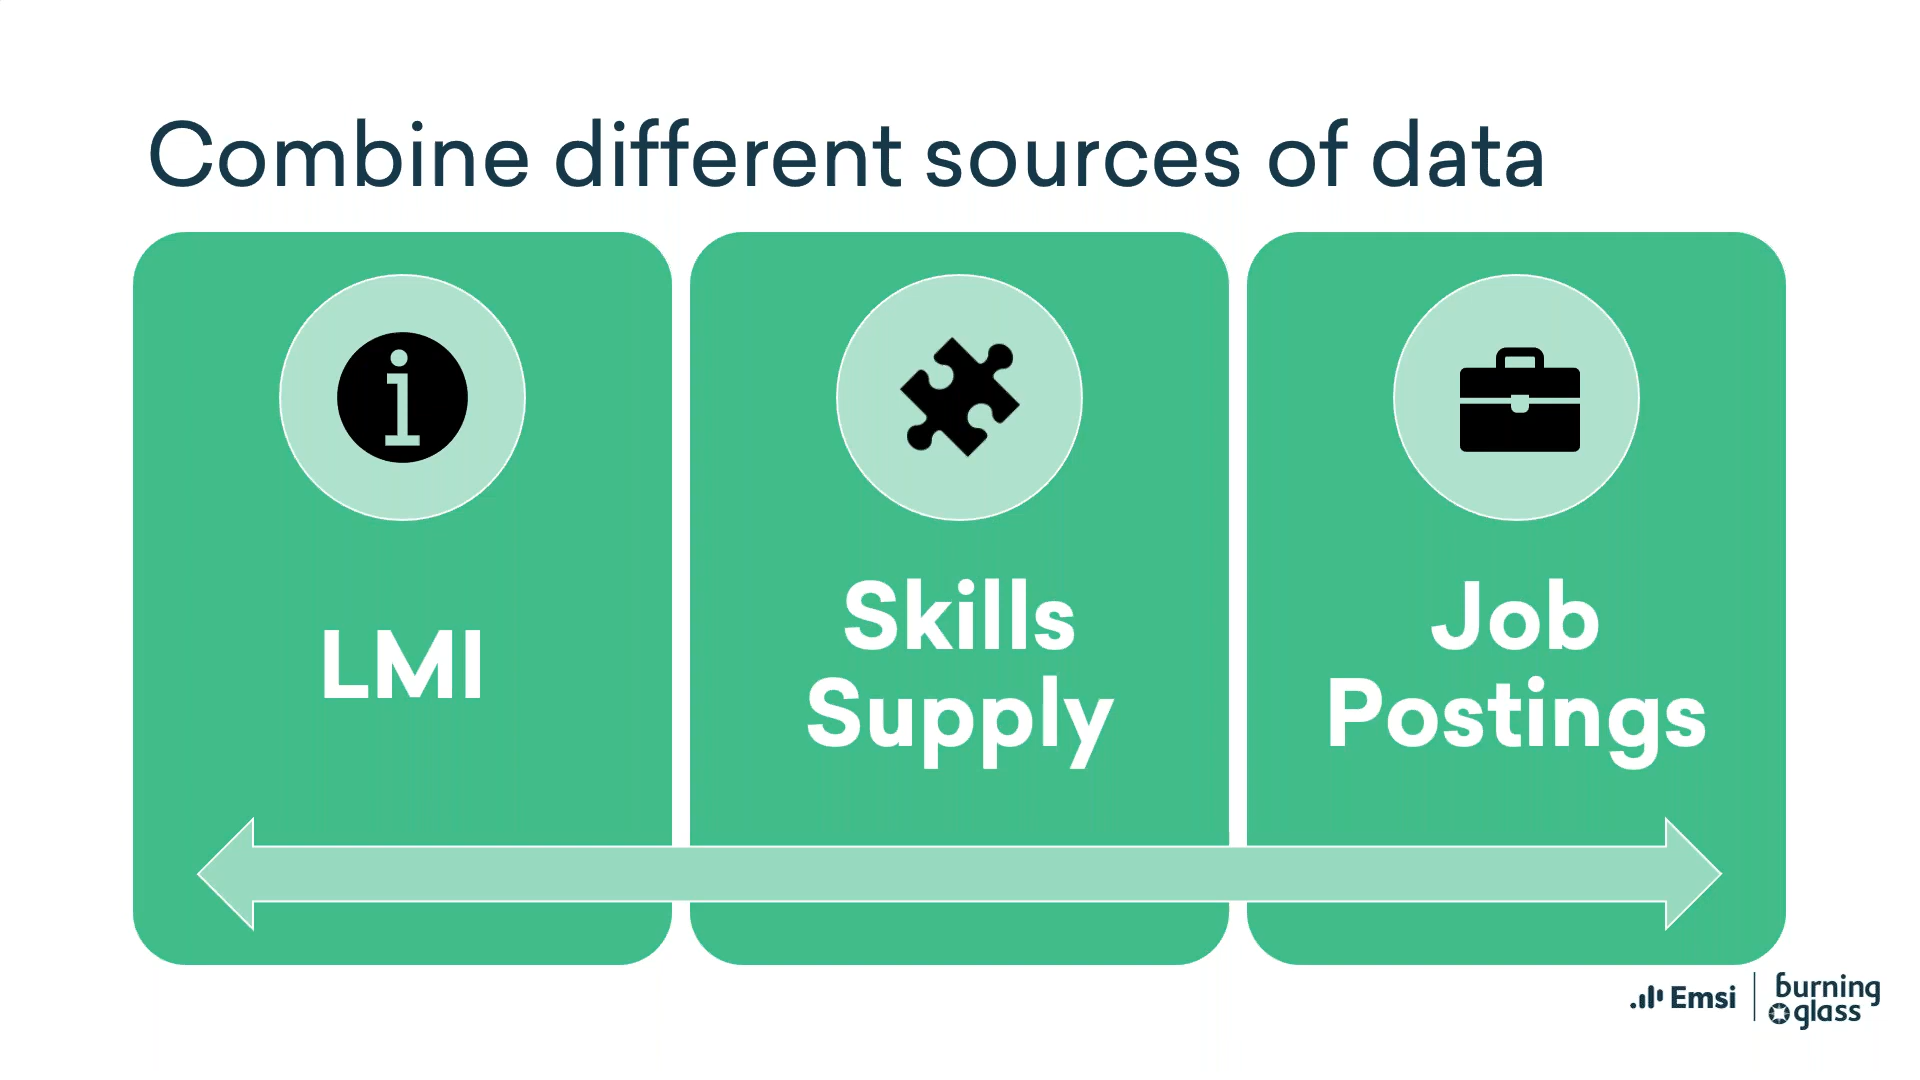 Combine different sources of data
i
LMI
Skills
Supply
Job
Postings
Emsi
burning
glass